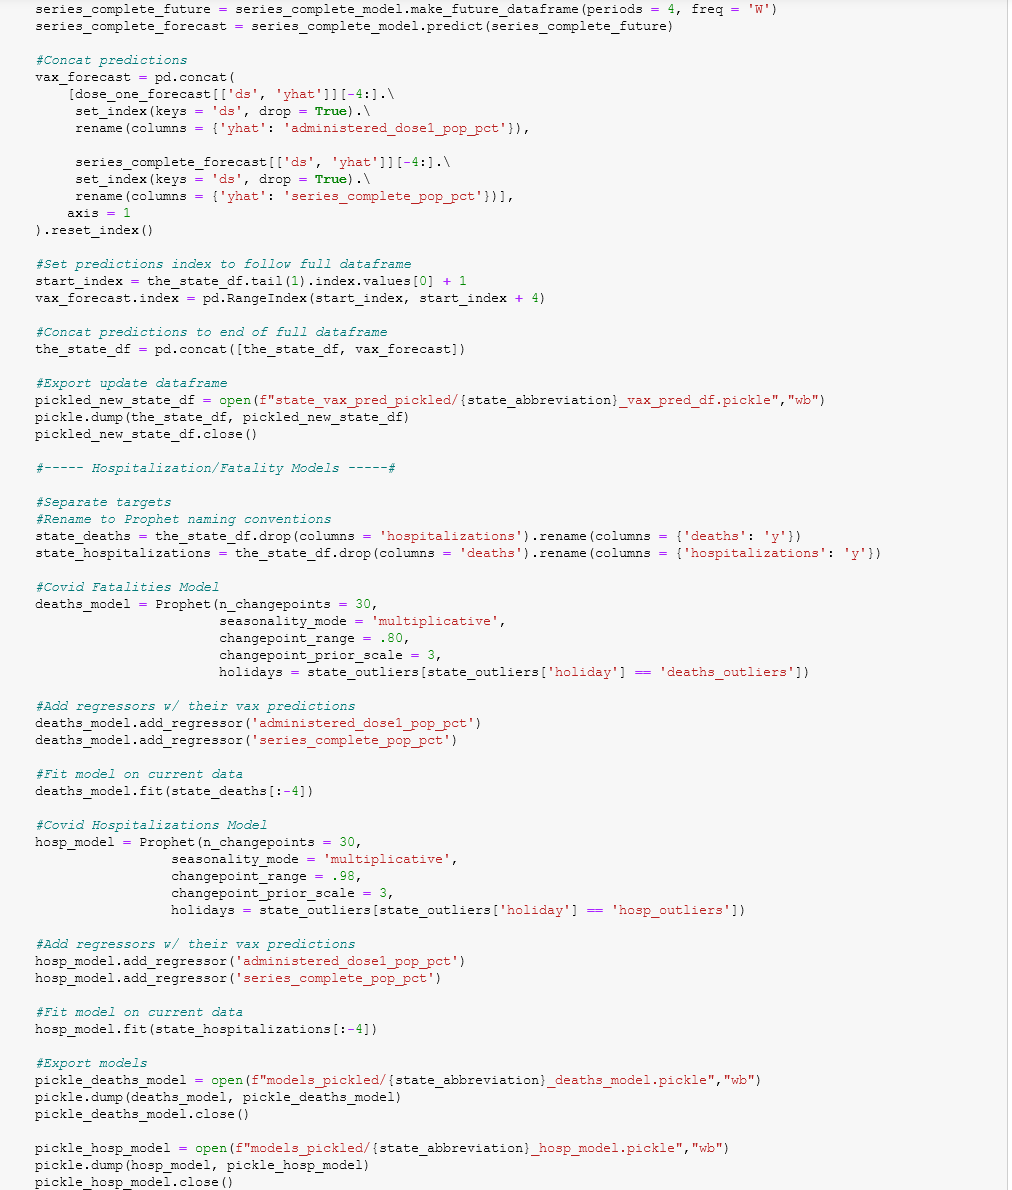 series_complete_future = series_complete_model.make_future_dataframe(periods = 4, freq = 'W')
series_complete_forecast = series_complete_model.predict(series_complete_future)

#Concat predictions
vax_forecast = pd.concat(
    [dose_one_forecast[['ds', 'yhat']][-4:].\
     set_index(keys = 'ds', drop = True).\
     rename(columns = {'yhat': 'administered_dose1_pop_pct'}),

     series_complete_forecast[['ds', 'yhat']][-4:].\
     set_index(keys = 'ds', drop = True).\
     rename(columns = {'yhat': 'series_complete_pop_pct'})],
    axis = 1
).reset_index()

#Set predictions index to follow full dataframe
start_index = the_state_df.tail(1).index.values[0] + 1
vax_forecast.index = pd.RangeIndex(start_index, start_index + 4)

#Concat predictions to end of full dataframe
the_state_df = pd.concat([the_state_df, vax_forecast])

#Export update dataframe
pickled_new_state_df = open(f"state_vax_pred_pickled/{state_abbreviation}_vax_pred_df.pickle","wb")
pickle.dump(the_state_df, pickled_new_state_df)
pickled_new_state_df.close()

#----- Hospitalization/Fatality Models -----#

#Separate targets
#Rename to Prophet naming conventions
state_deaths = the_state_df.drop(columns = 'hospitalizations').rename(columns = {'deaths': 'y'})
state_hospitalizations = the_state_df.drop(columns = 'deaths').rename(columns = {'hospitalizations': 'y'})

#Covid Fatalities Model
deaths_model = Prophet(n_changepoints = 30,
                       seasonality_mode = 'multiplicative',
                       changepoint_range = .80,
                       changepoint_prior_scale = 3,
                       holidays = state_outliers[state_outliers['holiday'] == 'deaths_outliers'])

#Add regressors w/ their vax predictions
deaths_model.add_regressor('administered_dose1_pop_pct')
deaths_model.add_regressor('series_complete_pop_pct')

#Fit model on current data
deaths_model.fit(state_deaths[:-4])

#Covid Hospitalizations Model
hosp_model = Prophet(n_changepoints = 30,
                 seasonality_mode = 'multiplicative',
                 changepoint_range = .98,
                 changepoint_prior_scale = 3,
                 holidays = state_outliers[state_outliers['holiday'] == 'hosp_outliers'])

#Add regressors w/ their vax predictions
hosp_model.add_regressor('administered_dose1_pop_pct')
hosp_model.add_regressor('series_complete_pop_pct')

#Fit model on current data
hosp_model.fit(state_hospitalizations[:-4])

#Export models
pickle_deaths_model = open(f"models_pickled/{state_abbreviation}_deaths_model.pickle","wb")
pickle.dump(deaths_model, pickle_deaths_model)
pickle_deaths_model.close()

pickle_hosp_model = open(f"models_pickled/{state_abbreviation}_hosp_model.pickle","wb")
pickle.dump(hosp_model, pickle_hosp_model)
pickle_hosp_model.close()